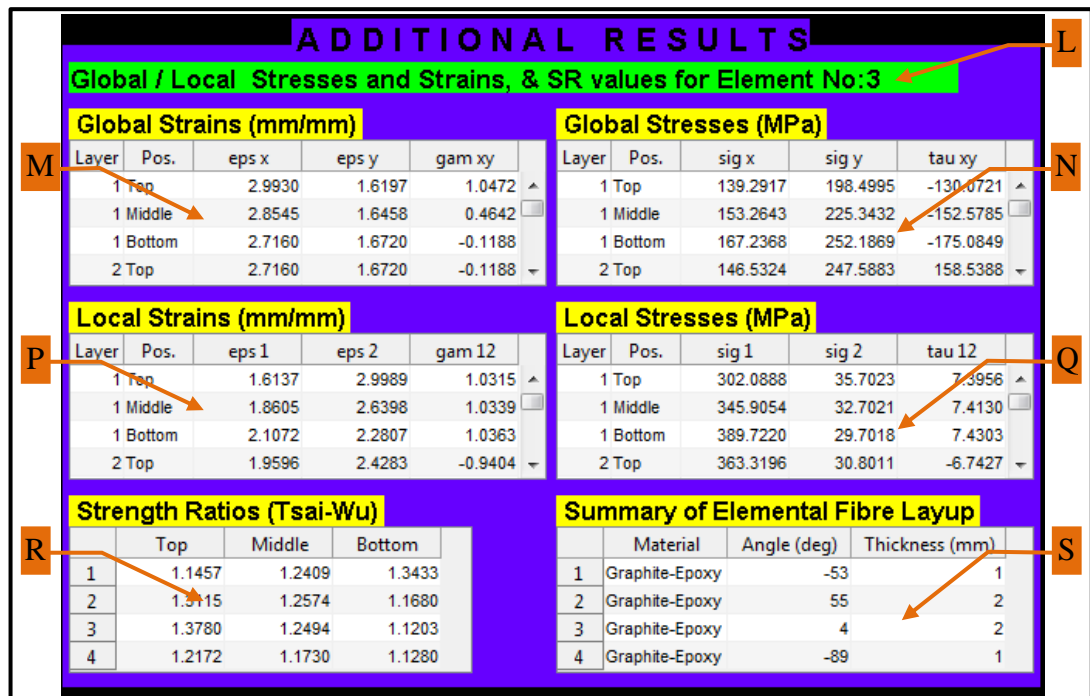 ADDITIONAL RESULTS
L
Global / Local Stresses and Strains, & SR values for Element No:3
Global Strains (mm/mm)
Layer Pos. eps x eps y gam xy
1 Top 2.9930 1.6197 1.0472
1 Middle 2.8545 1.6458 0.4642
1 Bottom 2.7160 1.6720 -0.1188
2 Top 2.7160 1.6720 -0.1188
M
Global Stresses (MPa)
Layer Pos. sig x sig y tau xy
1 Top 139.2917 198.4995 -130.0721
1 Middle 153.2643 225.3432 -152.5785
1 Bottom 167.2368 252.1869 -175.0849
2 Top 146.5324 247.5883 158.5388
N
Local Strains (mm/mm)
Layer Pos. eps 1 eps 2 gam 12
1 Top 1.6137 2.9989 1.0315
1 Middle 1.8605 2.6398 1.0339
1 Bottom 2.1072 2.2807 1.0363
2 Top 1.9596 2.4283 -0.9404
P
Local Stresses (MPa)
Layer Pos. sig 1 sig 2 tau 12
1 Top 302.0888 35.7023 7.3956
1 Middle 345.9054 32.7021 7.4130
1 Bottom 389.7220 29.7018 7.4303
2 Top 363.3196 30.8011 -6.7427
Q
Strength Ratios (Tsai-Wu)
Top Middle Bottom
1 1.1457 1.2409 1.3433
2 1.2574 1.1680
3 1.3780 1.2494 1.1203
4 1.2172 1.1730 1.1280
R
Summary of Elemental Fibre Layup
Material Angle (deg) Thickness (mm)
1 Graphite-Epoxy -53 1
2 Graphite-Epoxy 55 2
3 Graphite-Epoxy 4 2
4 Graphite-Epoxy -89 1
S